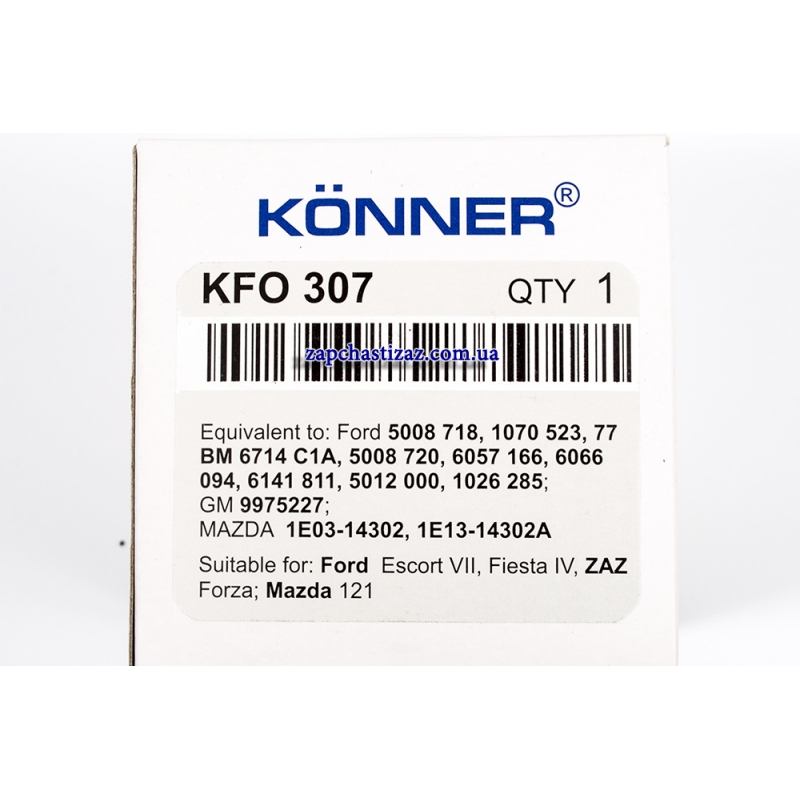 KÖNNER®
KFO 307 QTY 1
zapchastizaz.com.ua
Equivalent to: Ford 5008 718, 1070 523, 77
BM 6714 C1A, 5008 720, 6057 166, 6066
094, 6141 811, 5012 000, 1026 285;
GM 9975227;
MAZDA 1E03-14302, 1E13-14302A
Suitable for: Ford Escort VII, Fiesta IV, ZAZ
Forza; Mazda 121